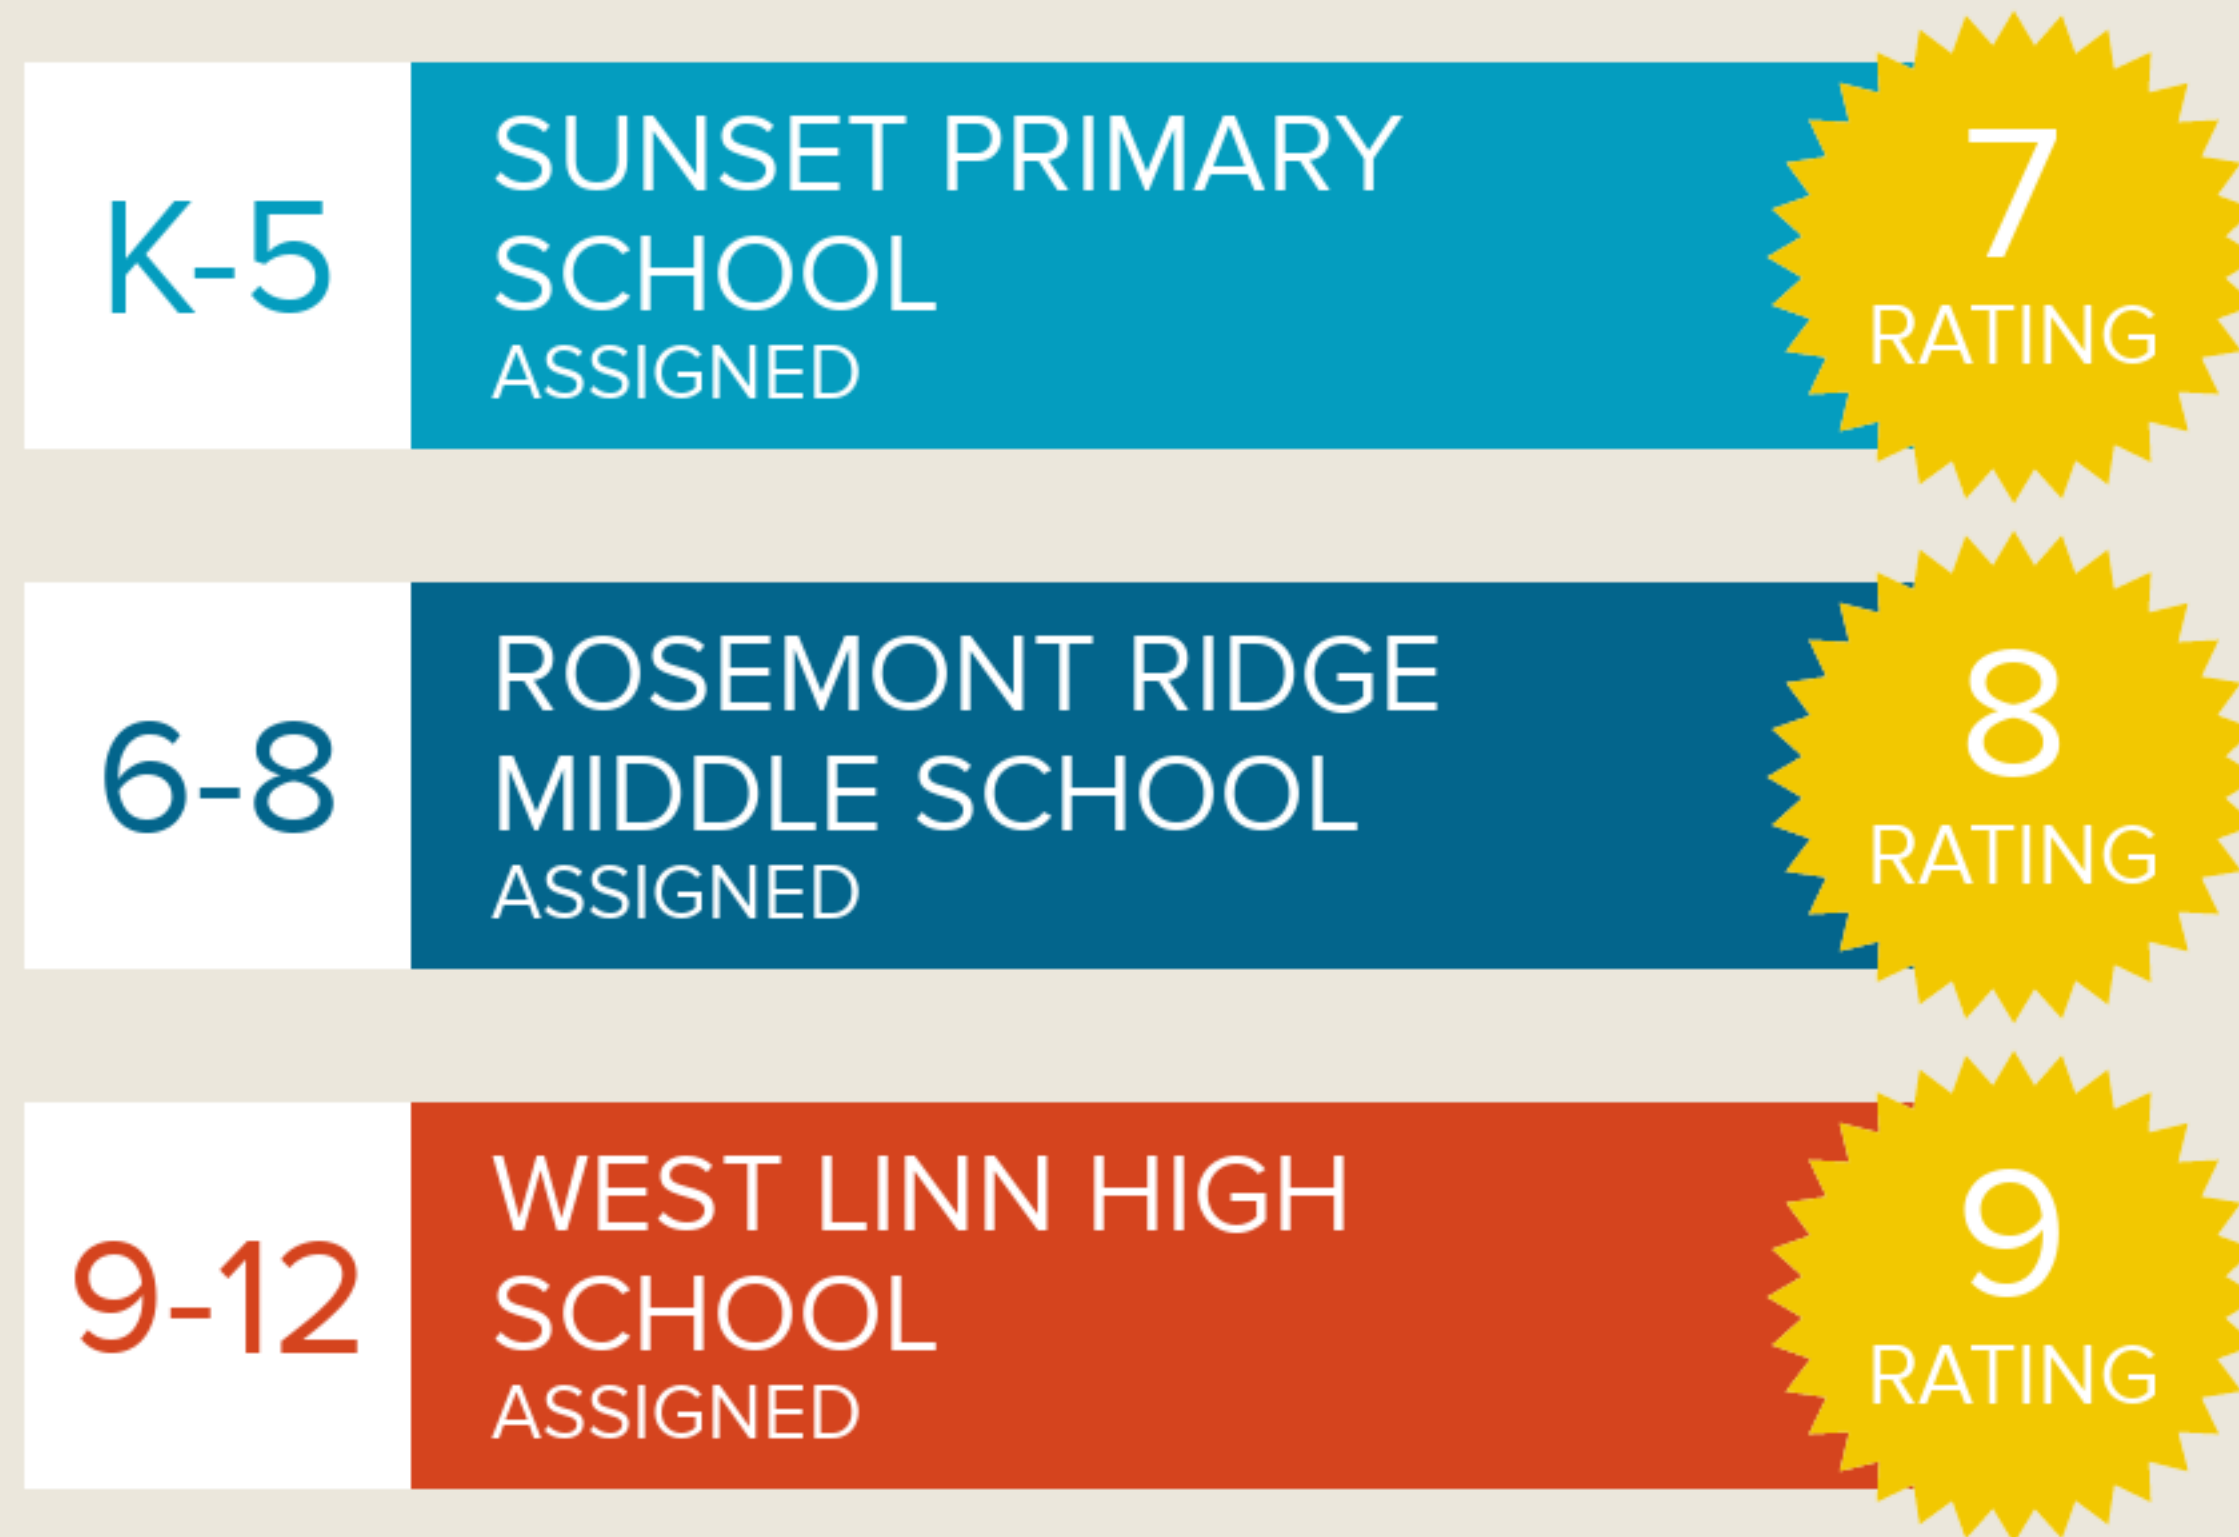 K-5
SUNSET PRIMARY
SCHOOL
ASSIGNED
7
RATING
6-8
ROSEMONT RIDGE
MIDDLE SCHOOL
ASSIGNED
8
RATING
9-12
WEST LINN HIGH
SCHOOL
ASSIGNED
9
RATING